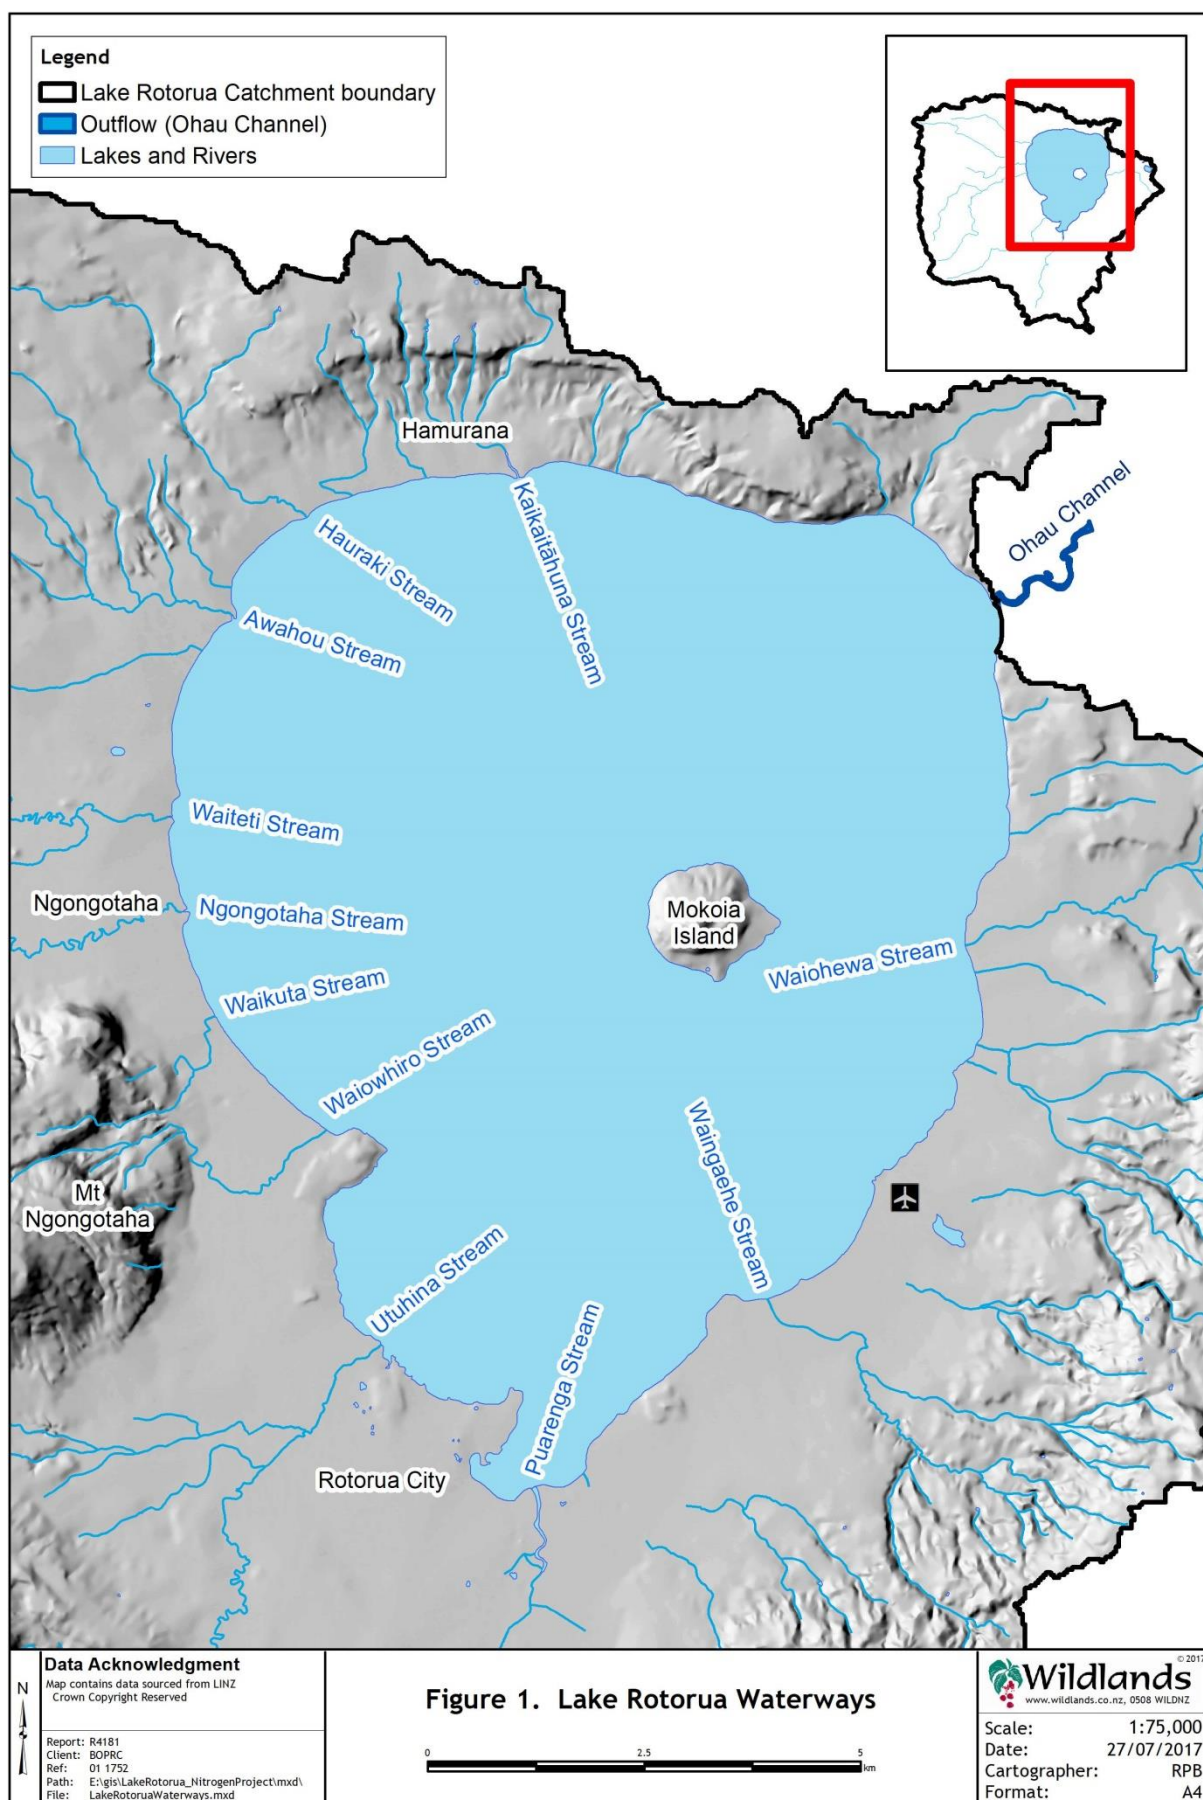 Legend
Lake Rotorua Catchment boundary
Outflow (Ohau Channel)
Lakes and Rivers
Hamurana
Kaikaitāhuna Stream
Ohau Channel
Hauraki Stream
Awahou Stream
Waiteti Stream
Ngongotaha
Ngongotaha Stream
Mokoia
Island
Waiohewa Stream
Waikuta Stream
Waiowhiro Stream
Waingaehe Stream
Mt
Ngongotaha
Utuhina Stream
Puarenga Stream
Rotorua City
N
Data Acknowledgment
Map contains data sourced from LINZ
Crown Copyright Reserved
Report: R4181
Client: BOPRC
Ref: 01 1752
Path: E:\gis\LakeRotorua_NitrogenProject\mxd\
File: LakeRotoruaWaterways.mxd
Figure 1. Lake Rotorua Waterways
0 2.5 5
km
© 2017
Wildlands
www.wildlands.co.nz, 0508 WILDNZ
Scale: 1:75,000
Date: 27/07/2017
Cartographer: RPB
Format: A4